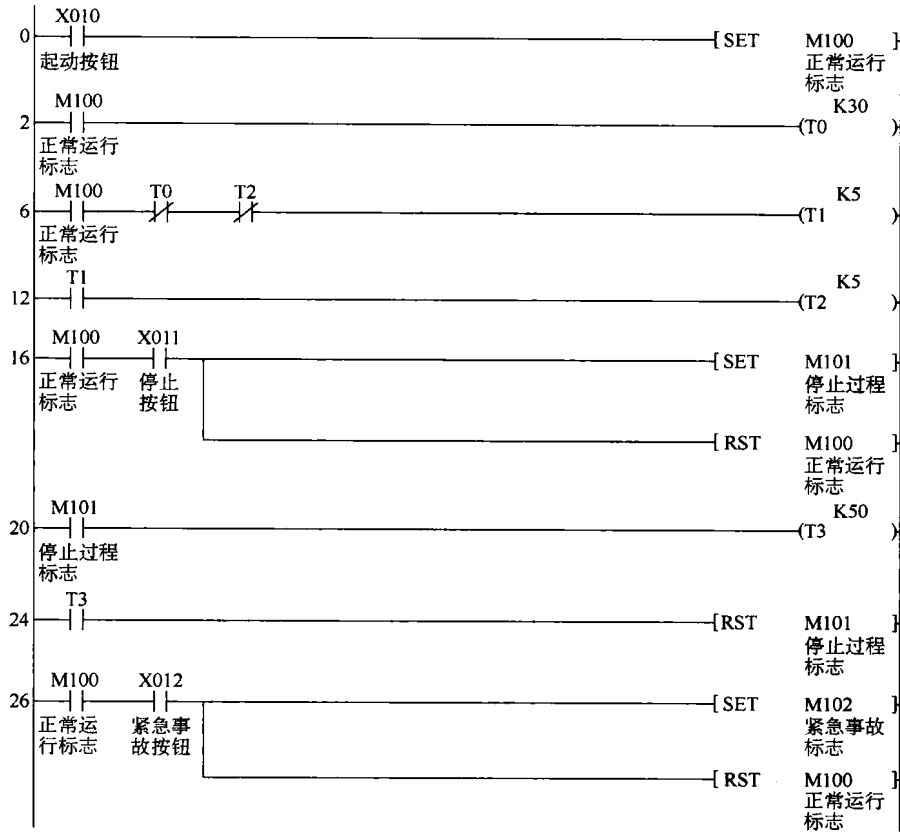 X010
0
[ SET M100 ]
起动按钮
正常运行
标志
M100
K30
2
(T0 )
正常运行
标志
M100 T0 T2
K5
6
(T1 )
正常运行
标志
T1
K5
12
(T2 )
M100 X011
16
[ SET M101 ]
正常运行
标志
停止
按钮
停止过程
标志
[ RST M100 ]
正常运行
标志
M101
K50
20
(T3 )
停止过程
标志
T3
24
[RST M101 ]
停止过程
标志
M100 X012
26
[ SET M102 ]
正常运
行标志
紧急事
故按钮
紧急事故
标志
[ RST M100 ]
正常运行
标志